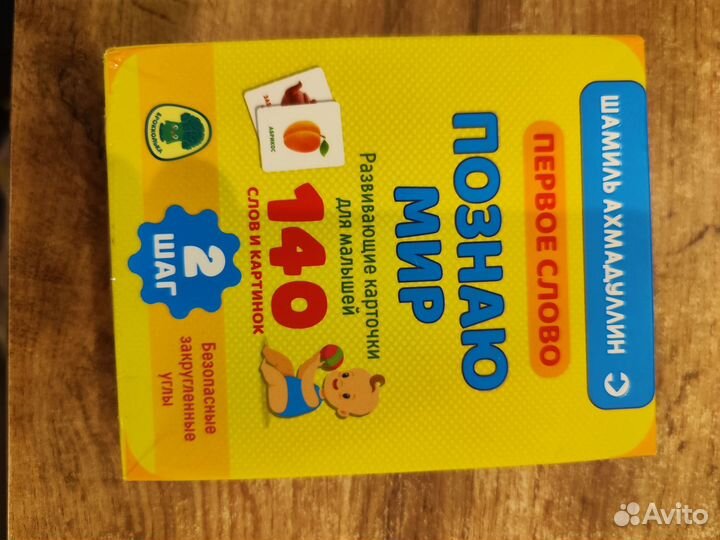 ШАМИЛЬ АХМАДУЛЛИН
ПЕРВОЕ СЛОВО
ПОЗНАЮ
МИР
Развивающие карточки
для малышей
140
СЛОВ И КАРТИНОК
АБРИКОС
2
ШАГ
Безопасные
закругленные
углы
Avito